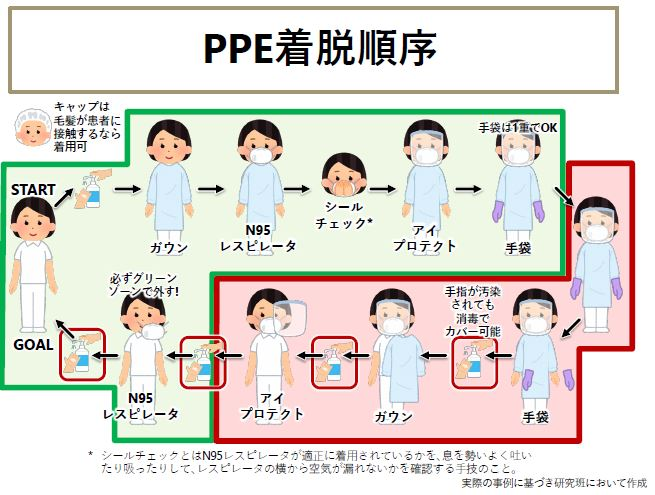 PPE着脱順序
キャップは
毛髪が患者に
接触するなら
着用可
手袋は1重でOK
START
ガウン
N95
レスピレータ
シール
チェック*
アイ
プロテクト
手袋
必ずグリーン
ゾーンで外す!
手指が汚染
されても
消毒で
カバー可能
GOAL
N95
レスピレータ
アイ
プロテクト
ガウン
手袋
* シールチェックとはN95レスピレータが適正に着用されているかを、息を勢いよく吐い
たり吸ったりして、レスピレータの横から空気が漏れないかを確認する手技のこと。
実際の事例に基づき研究班において作成